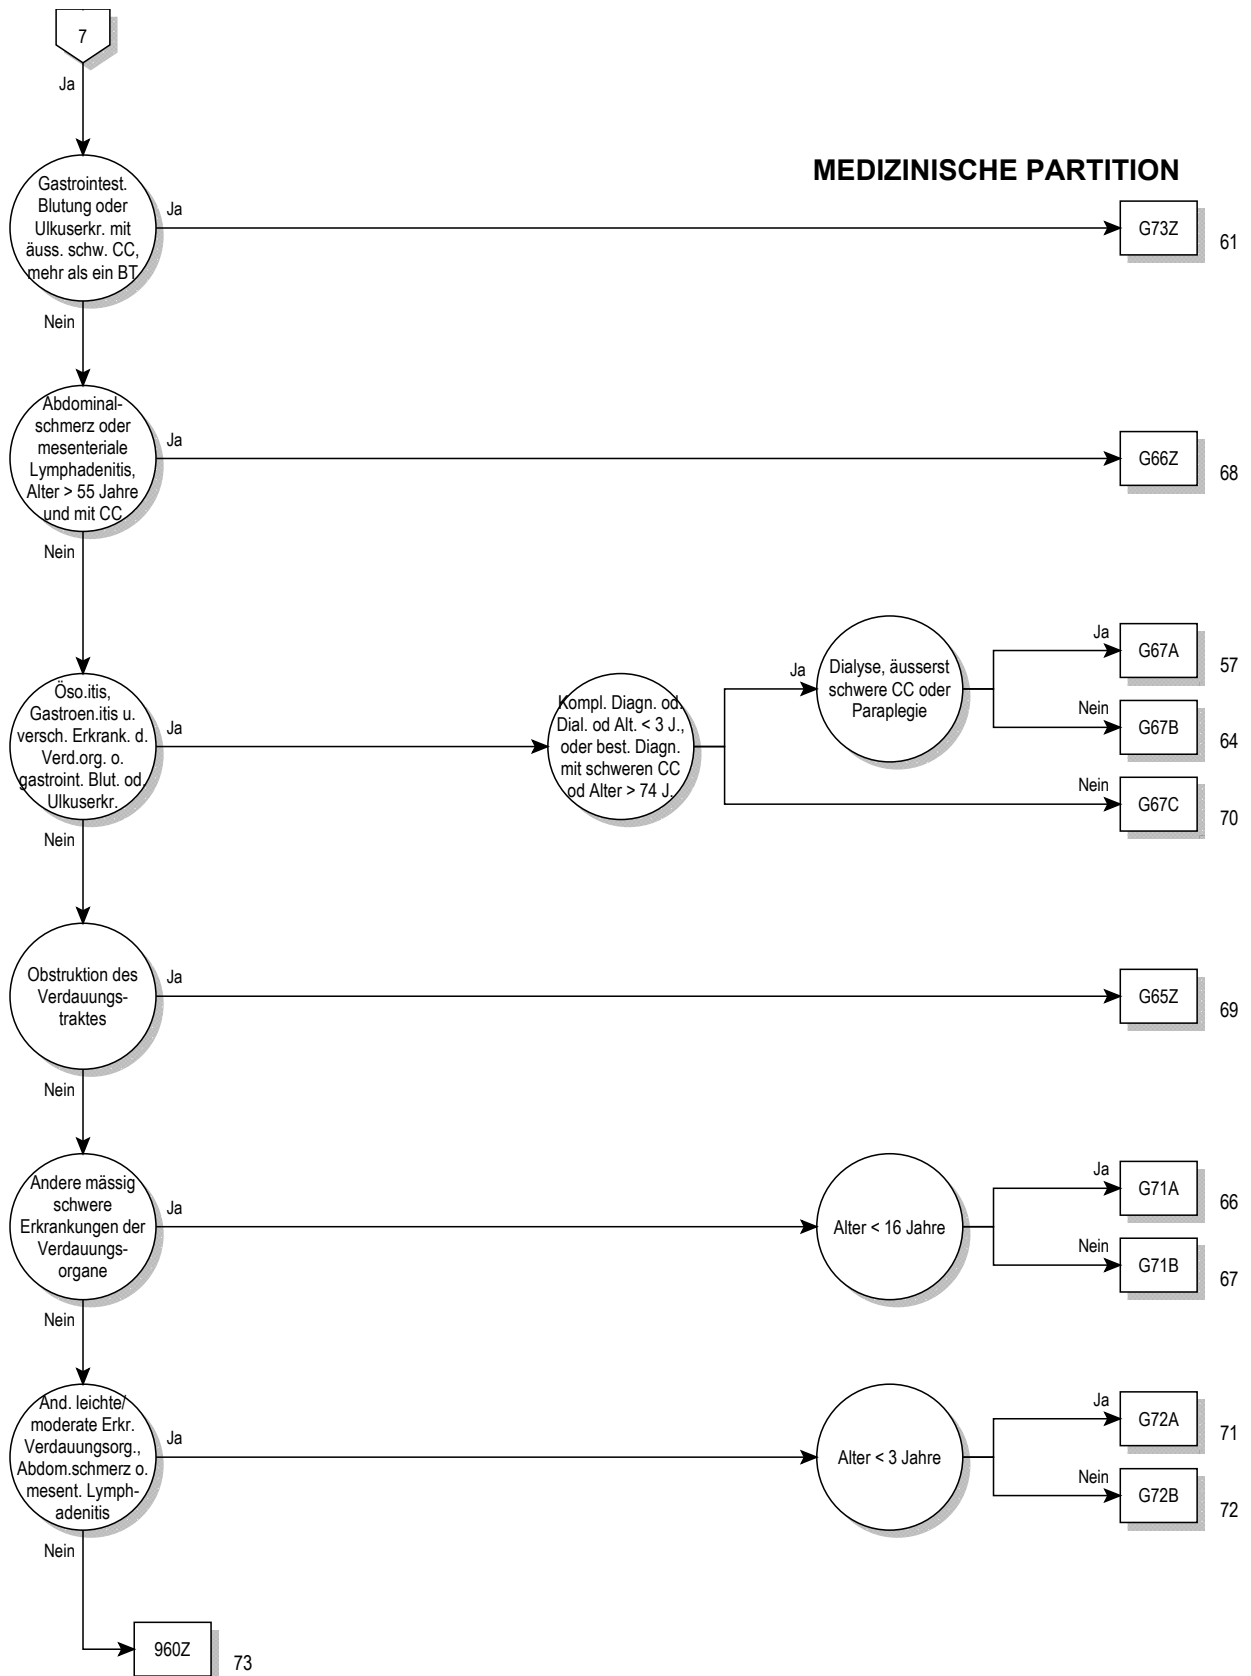 7
Ja
MEDIZINISCHE PARTITION
Gastrointest.
Blutung oder
Ulkuserkr. mit
äuss. schw. CC,
mehr als ein BT
Ja
G73Z
61
Nein
Abdominal-
schmerz oder
mesenteriale
Lymphadenitis,
Alter > 55 Jahre
und mit CC
Ja
G66Z
68
Nein
Öso.itis,
Gastroen.itis u.
versch. Erkrank. d.
Verd.org. o.
gastroint. Blut. od.
Ulkuserkr.
Ja
Kompl. Diagn. od.
Dial. od Alt. < 3 J.,
oder best. Diagn.
mit schweren CC
od Alter > 74 J.
Ja
Dialyse, äusserst
schwere CC oder
Paraplegie
Ja
G67A
57
Nein
G67B
64
Nein
G67C
70
Nein
Obstruktion des
Verdauungs-
traktes
Ja
G65Z
69
Nein
Andere mässig
schwere
Erkrankungen der
Verdauungs-
organe
Ja
Alter < 16 Jahre
Ja
G71A
66
Nein
G71B
67
Nein
And. leichte/
moderate Erkr.
Verdauungsorg.,
Abdom.schmerz o.
mesent. Lymph-
adenitis
Ja
Alter < 3 Jahre
Ja
G72A
71
Nein
G72B
72
Nein
960Z
73